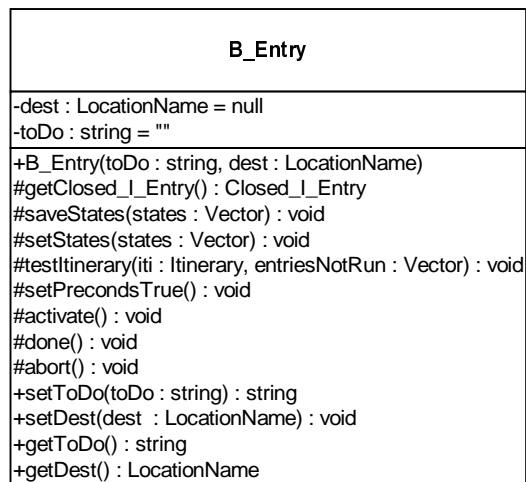 B_Entry
-dest : LocationName = null
-toDo : string = ""
+B_Entry(toDo : string, dest : LocationName)
#getClosed_I_Entry() : Closed_I_Entry
#saveStates(states : Vector) : void
#setStates(states : Vector) : void
#testItinerary(iti : Itinerary, entriesNotRun : Vector) : void
#setPrecondsTrue() : void
#activate() : void
#done() : void
#abort() : void
+setToDo(toDo : string) : string
+setDest(dest : LocationName) : void
+getToDo() : string
+getDest() : LocationName